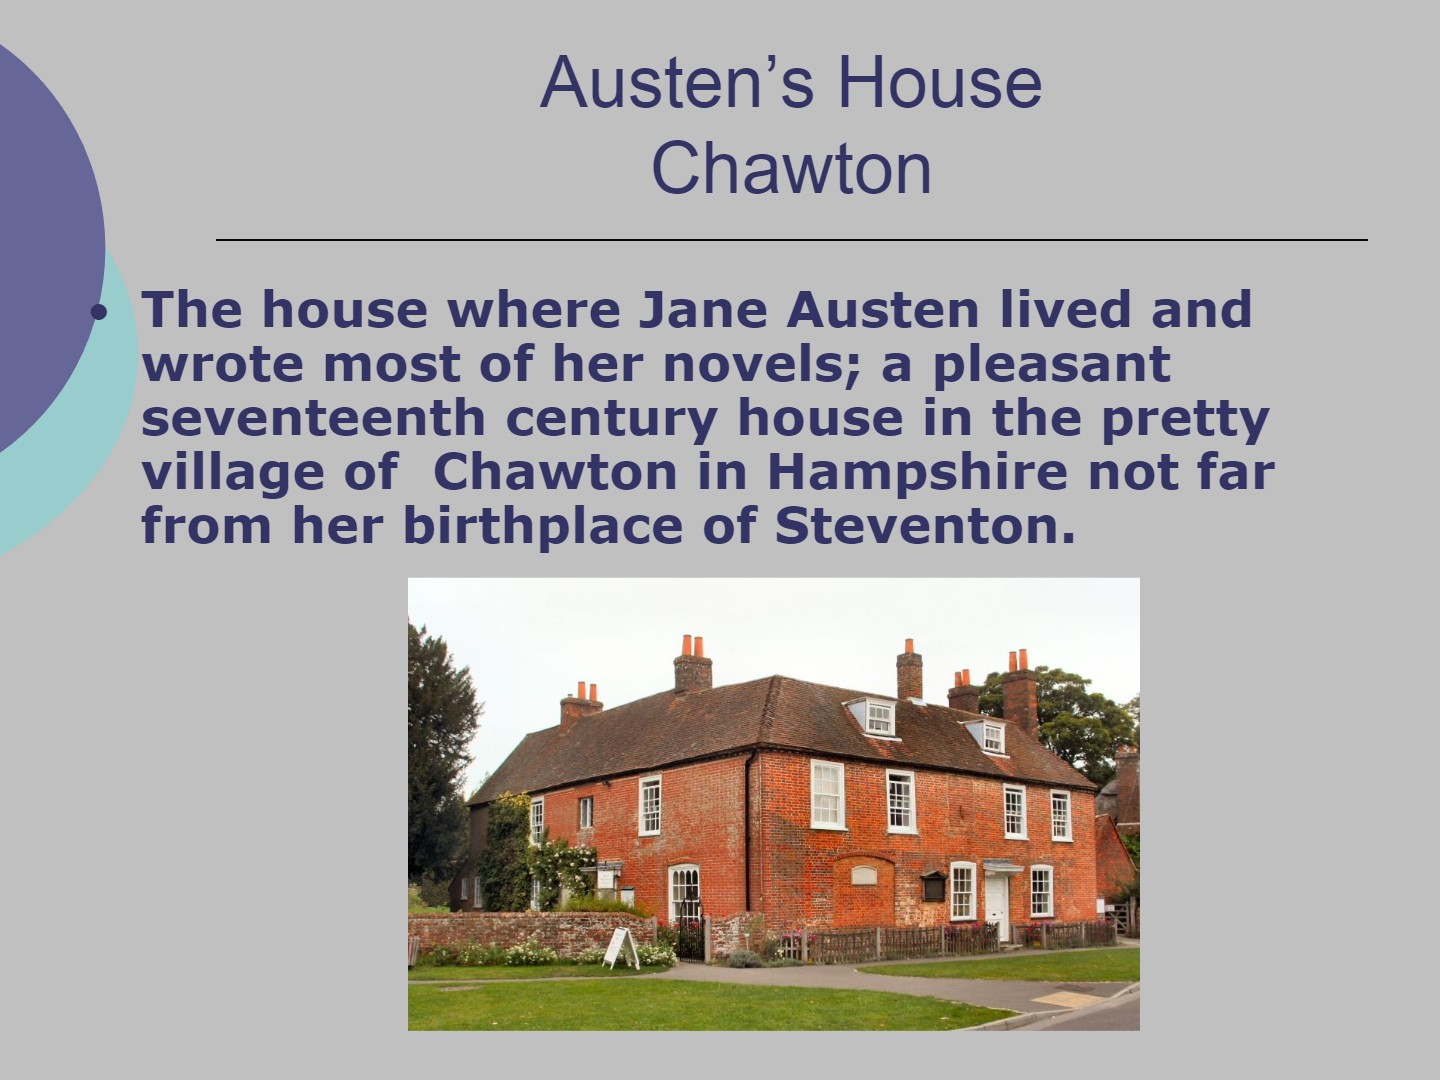 Austen’s House
Chawton
• The house where Jane Austen lived and
wrote most of her novels; a pleasant
seventeenth century house in the pretty
village of  Chawton in Hampshire not far
from her birthplace of Steventon.